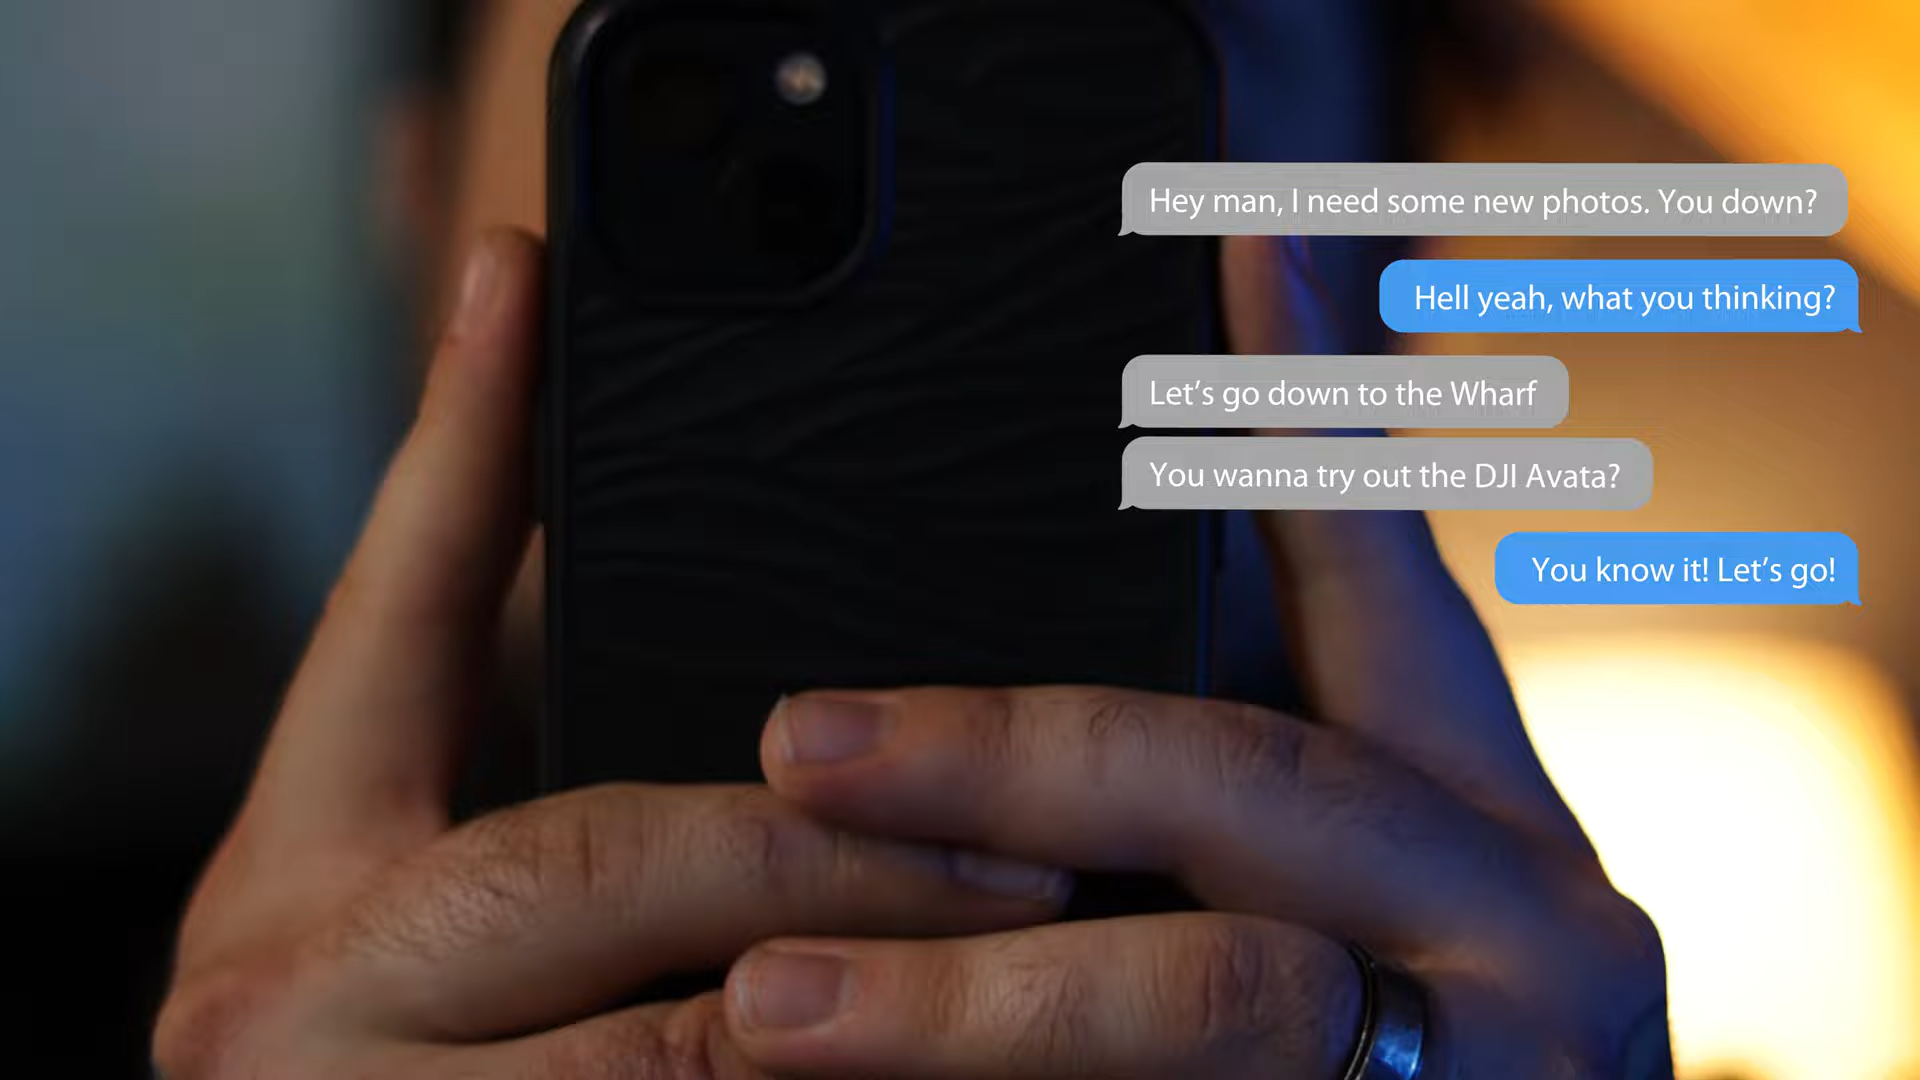 Hey man, I need some new photos. You down?
Hell yeah, what you thinking?
Let’s go down to the Wharf
You wanna try out the DJI Avata?
You know it! Let’s go!